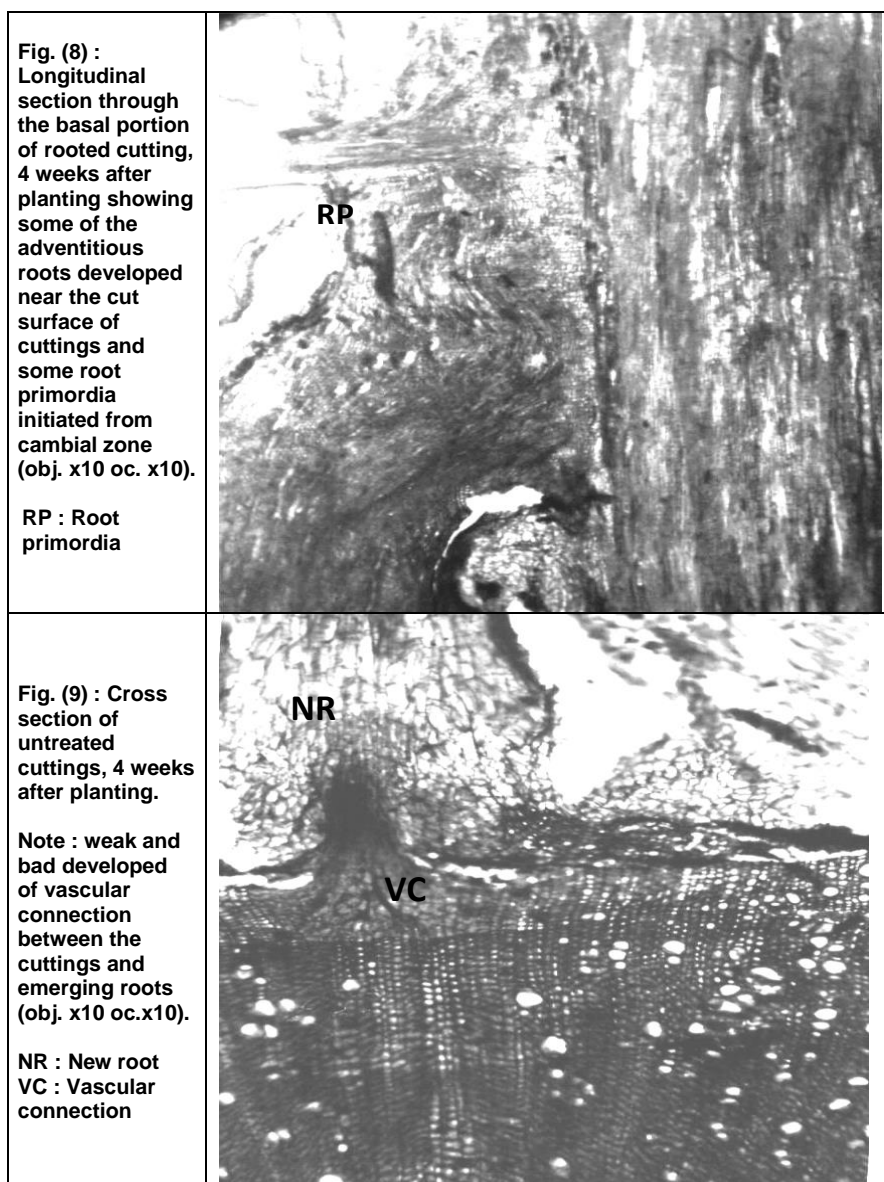 Fig. (8) :
Longitudinal
section through
the basal portion
of rooted cutting,
4 weeks after
planting showing
some of the
adventitious
roots developed
near the cut
surface of
cuttings and
some root
primordia
initiated from
cambial zone
(obj. x10 oc. x10).
RP : Root
primordia
RP
Fig. (9) : Cross
section of
untreated
cuttings, 4 weeks
after planting.
Note : weak and
bad developed
of vascular
connection
between the
cuttings and
emerging roots
(obj. x10 oc.x10).
NR : New root
VC : Vascular
connection
NR
VC